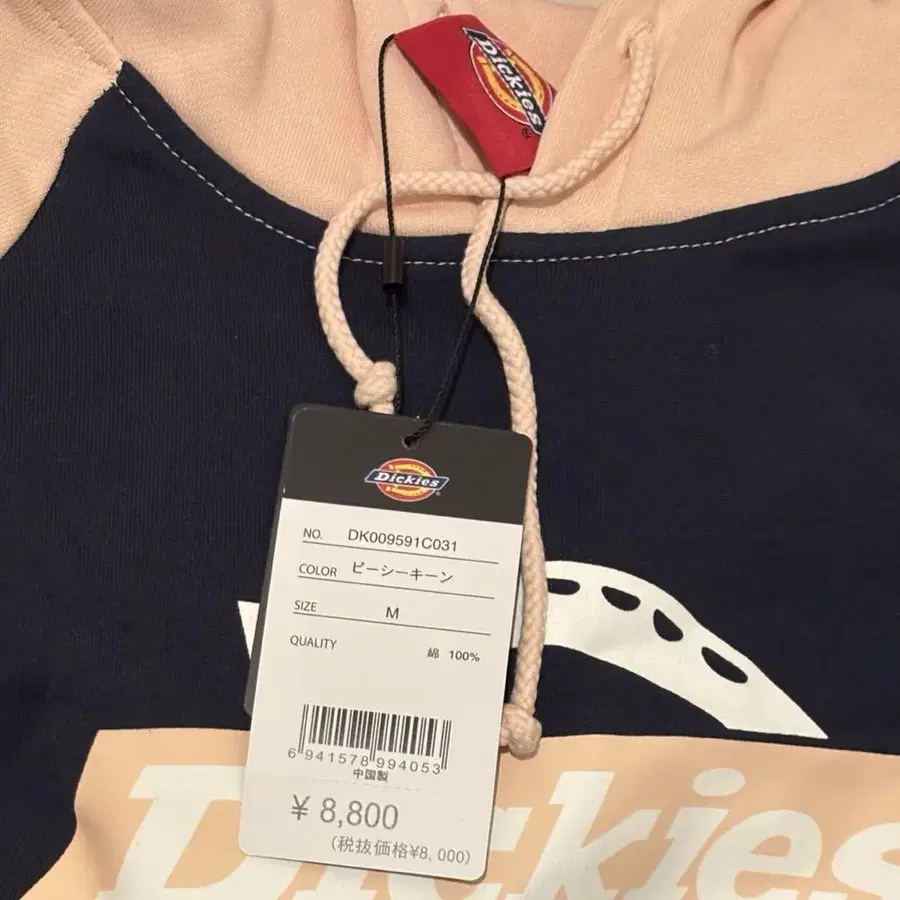 Dickies
®
Dickies
®
NO. DK009591C031
COLOR ピーシーキーン
SIZE M
QUALITY 綿 100%
6 941578 994053
中国製
¥ 8,800
(税抜価格¥8,000)
Dickies